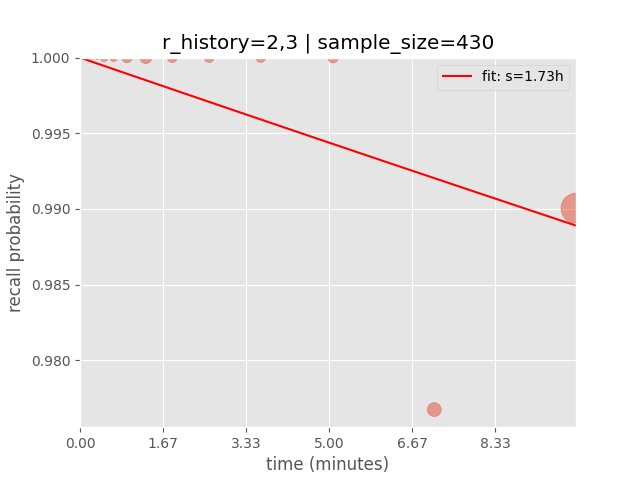 r_history=2,3 | sample_size=430
fit: s=1.73h
recall probability
1.000
0.995
0.990
0.985
0.980
0.00 1.67 3.33 5.00 6.67 8.33
time (minutes)